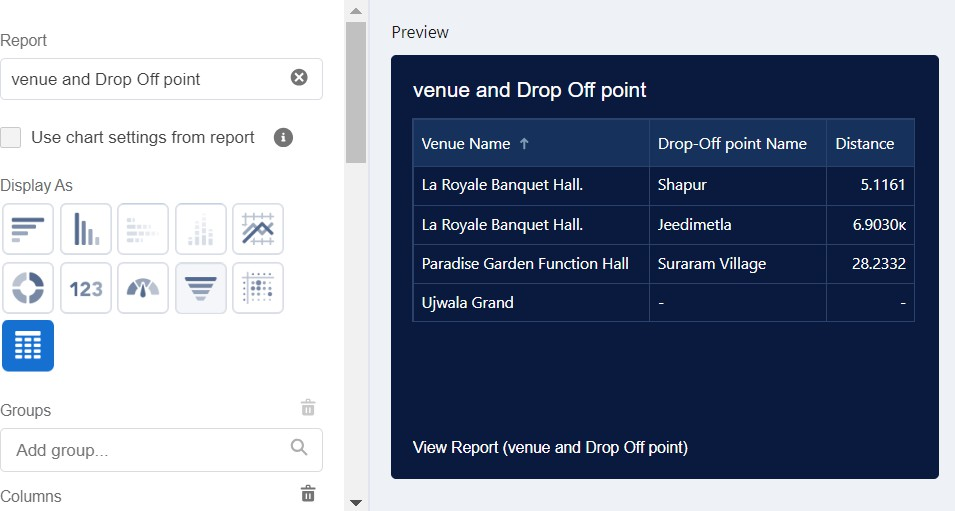 Report
venue and Drop Off point
Use chart settings from report
Display As
123
Groups
Add group...
Columns
Preview
venue and Drop Off point
Venue Name ↑ Drop-Off point Name Distance
La Royale Banquet Hall. Shapur 5.1161
La Royale Banquet Hall. Jeedimetla 6.9030ĸ
Paradise Garden Function Hall Suraram Village 28.2332
Ujwala Grand - -
View Report (venue and Drop Off point)